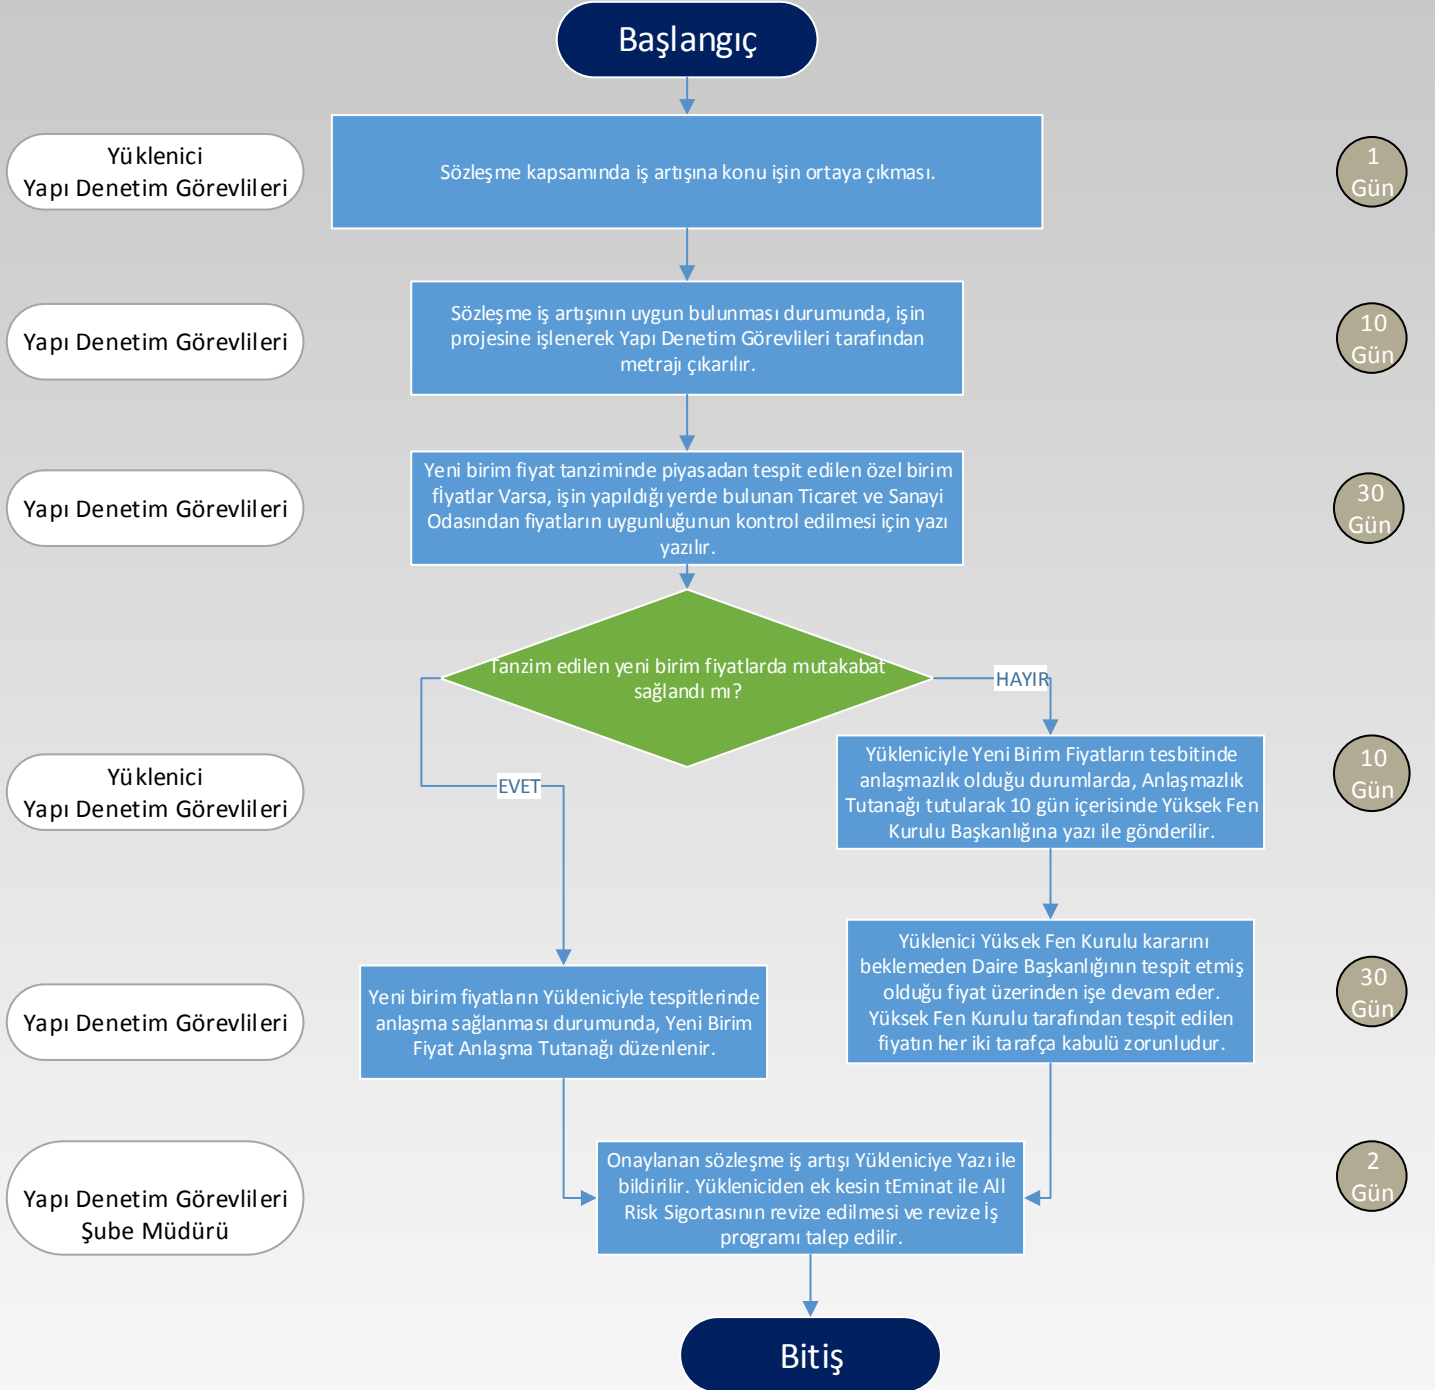 Başlangıç
Yüklenici
Yapı Denetim Görevlileri
Sözleşme kapsamında iş artışına konu işin ortaya çıkması.
1
Gün
Yapı Denetim Görevlileri
Sözleşme iş artışının uygun bulunması durumunda, işin
projesine işlenerek Yapı Denetim Görevlileri tarafından
metrajı çıkarılır.
10
Gün
Yapı Denetim Görevlileri
Yeni birim fiyat tanziminde piyasadan tespit edilen özel birim
fİyatlar Varsa, işin yapıldığı yerde bulunan Ticaret ve Sanayi
Odasından fiyatların uygunluğunun kontrol edilmesi için yazı
yazılır.
30
Gün
Tanzim edilen yeni birim fiyatlarda mutakabat
sağlandı mı?
HAYIR
EVET
Yüklenici
Yapı Denetim Görevlileri
Yükleniciyle Yeni Birim Fiyatların tesbitinde
anlaşmazlık olduğu durumlarda, Anlaşmazlık
Tutanağı tutularak 10 gün içerisinde Yüksek Fen
Kurulu Başkanlığına yazı ile gönderilir.
10
Gün
Yapı Denetim Görevlileri
Yeni birim fiyatların Yükleniciyle tespitlerinde
anlaşma sağlanması durumunda, Yeni Birim
Fiyat Anlaşma Tutanağı düzenlenir.
Yüklenici Yüksek Fen Kurulu kararını
beklemeden Daire Başkanlığının tespit etmiş
olduğu fiyat üzerinden işe devam eder.
Yüksek Fen Kurulu tarafından tespit edilen
fiyatın her iki tarafça kabulü zorunludur.
30
Gün
Yapı Denetim Görevlileri
Şube Müdürü
Onaylanan sözleşme iş artışı Yükleniciye Yazı ile
bildirilir. Yükleniciden ek kesin tEminat ile All
Risk Sigortasının revize edilmesi ve revize İş
programı talep edilir.
2
Gün
Bitiş